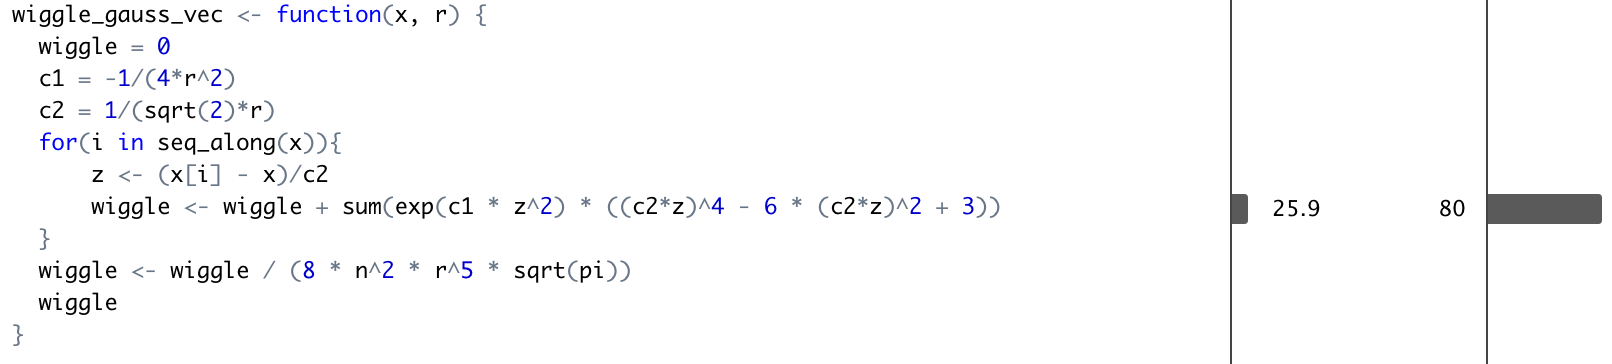 wiggle_gauss_vec <- function(x, r) {
  wiggle = 0
  c1 = -1/(4*r^2)
  c2 = 1/(sqrt(2)*r)
  for(i in seq_along(x)){
      z <- (x[i] - x)/c2
      wiggle <- wiggle + sum(exp(c1 * z^2) * ((c2*z)^4 - 6 * (c2*z)^2 + 3)) 25.9 80
  }
  wiggle <- wiggle / (8 * n^2 * r^5 * sqrt(pi))
  wiggle
}